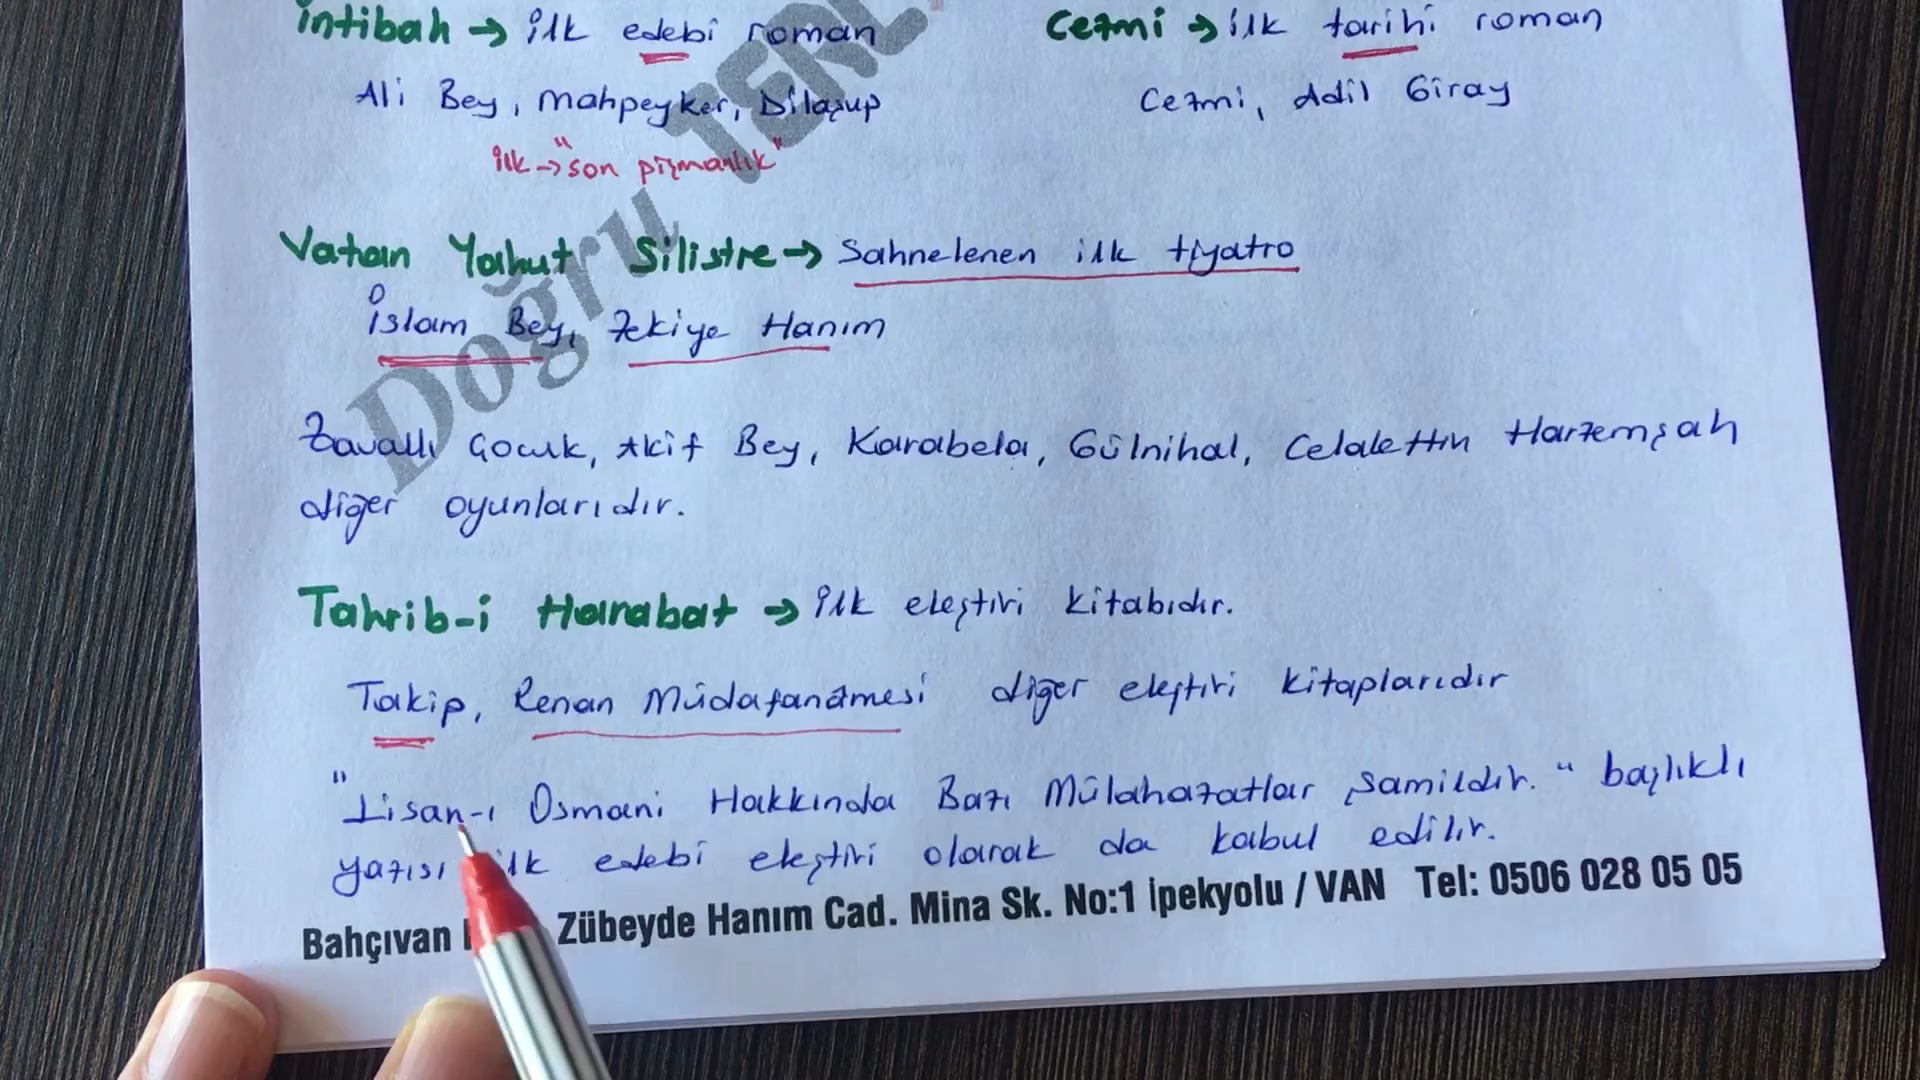 İntibah → ilk edebi roman
Ali Bey, Mahpeyker, Dilaşup
ilk → "son pişmanlık"
Cezmi → ilk tarihi roman
Cezmi, Adil Giray
Vatan Yahut Silistre → Sahnelenen ilk tiyatro
İslam Bey, Zekiye Hanım
Zavallı Çocuk, Akif Bey, Karabela, Gülnihal, Celalettin Harzemşah
diğer oyunlarıdır.
Tahrib-i Harabat → ilk eleştiri kitabıdır.
Takip, Renan Müdafanamesi diğer eleştiri kitaplarıdır
"Lisan-ı Osmani Hakkında Bazı Mülahazatlar Şamildir." başlıklı
yazısı ilk edebi eleştiri olarak da kabul edilir.
Bahçıvan Zübeyde Hanım Cad. Mina Sk. No:1 İpekyolu / VAN Tel: 0506 028 05 05
Doğru TERC